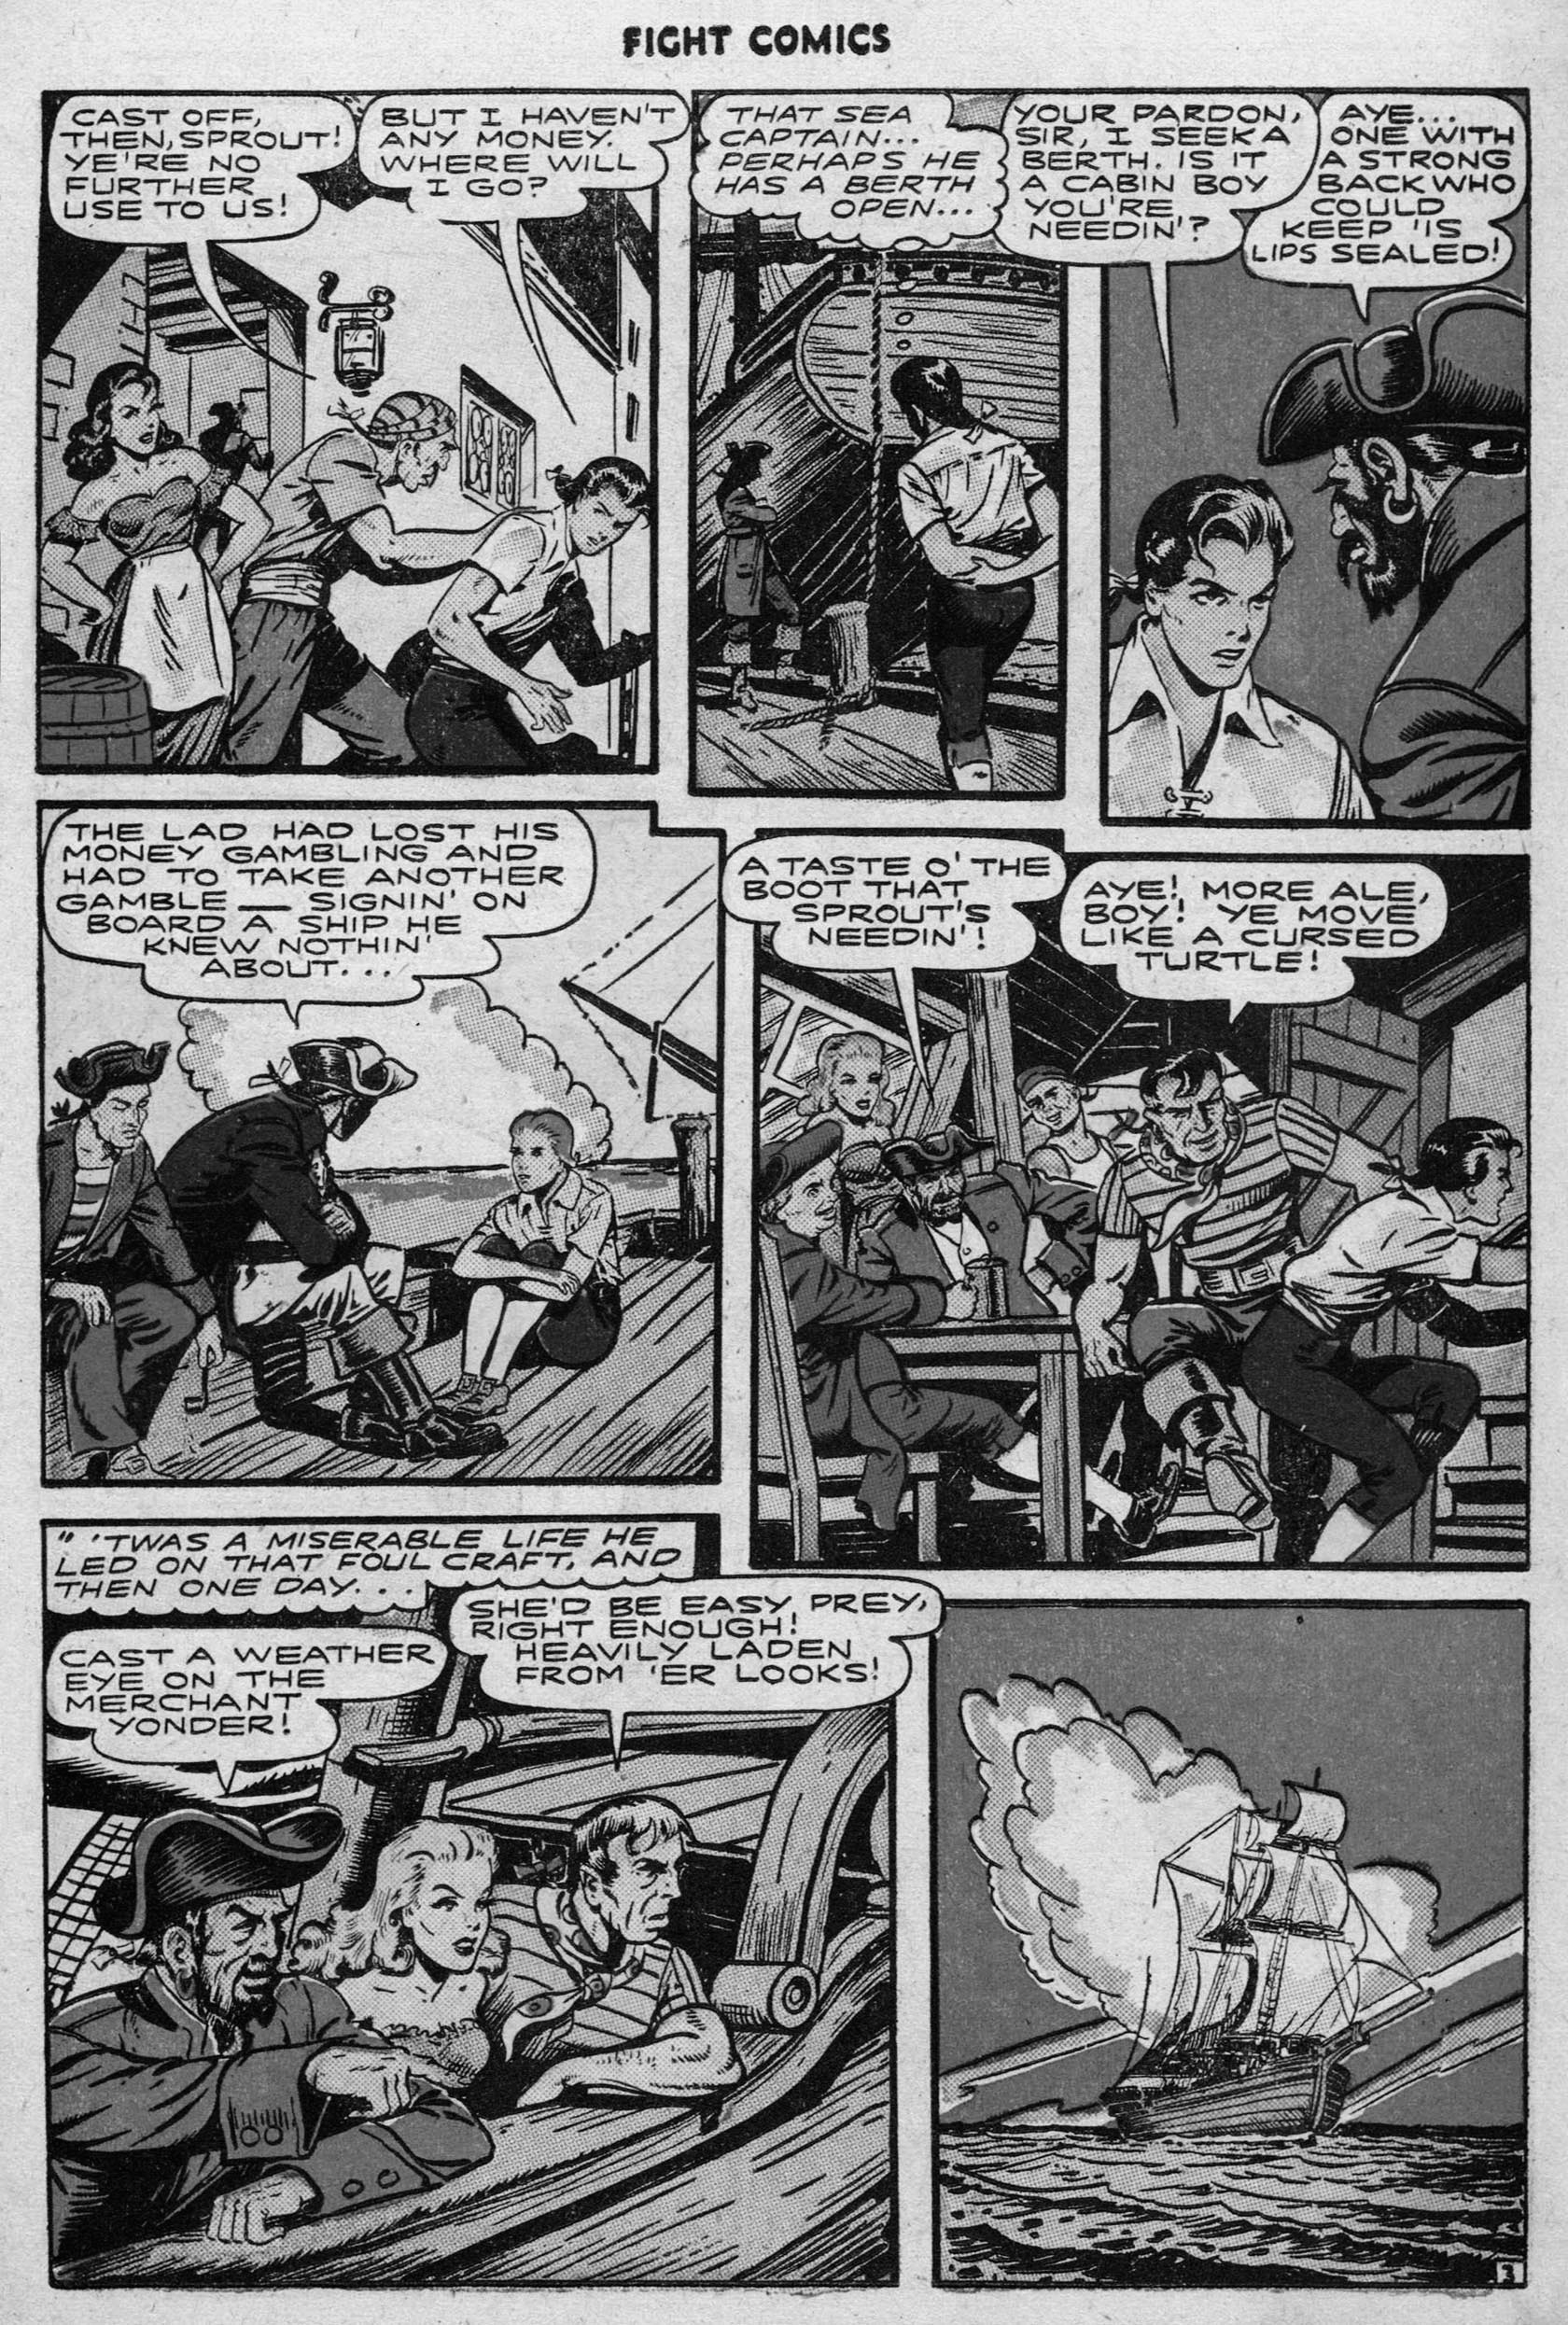 FIGHT COMICS
CAST OFF,
THEN, SPROUT!
YE'RE NO
FURTHER
USE TO US!
BUT I HAVEN'T
ANY MONEY.
WHERE WILL
I GO?
THAT SEA
CAPTAIN...
PERHAPS HE
HAS A BERTH
OPEN...
YOUR PARDON,
SIR, I SEEK A
BERTH. IS IT
A CABIN BOY
YOU'RE
NEEDIN'?
AYE...
ONE WITH
A STRONG
BACK WHO
COULD
KEEP 'IS
LIPS SEALED!
THE LAD HAD LOST HIS
MONEY GAMBLING AND
HAD TO TAKE ANOTHER
GAMBLE — SIGNIN' ON
BOARD A SHIP HE
KNEW NOTHIN'
ABOUT...
A TASTE O' THE
BOOT THAT
SPROUT'S
NEEDIN'!
AYE! MORE ALE,
BOY! YE MOVE
LIKE A CURSED
TURTLE!
" 'TWAS A MISERABLE LIFE HE
LED ON THAT FOUL CRAFT, AND
THEN ONE DAY...
CAST A WEATHER
EYE ON THE
MERCHANT
YONDER!
SHE'D BE EASY PREY,
RIGHT ENOUGH!
HEAVILY LADEN
FROM 'ER LOOKS!
3